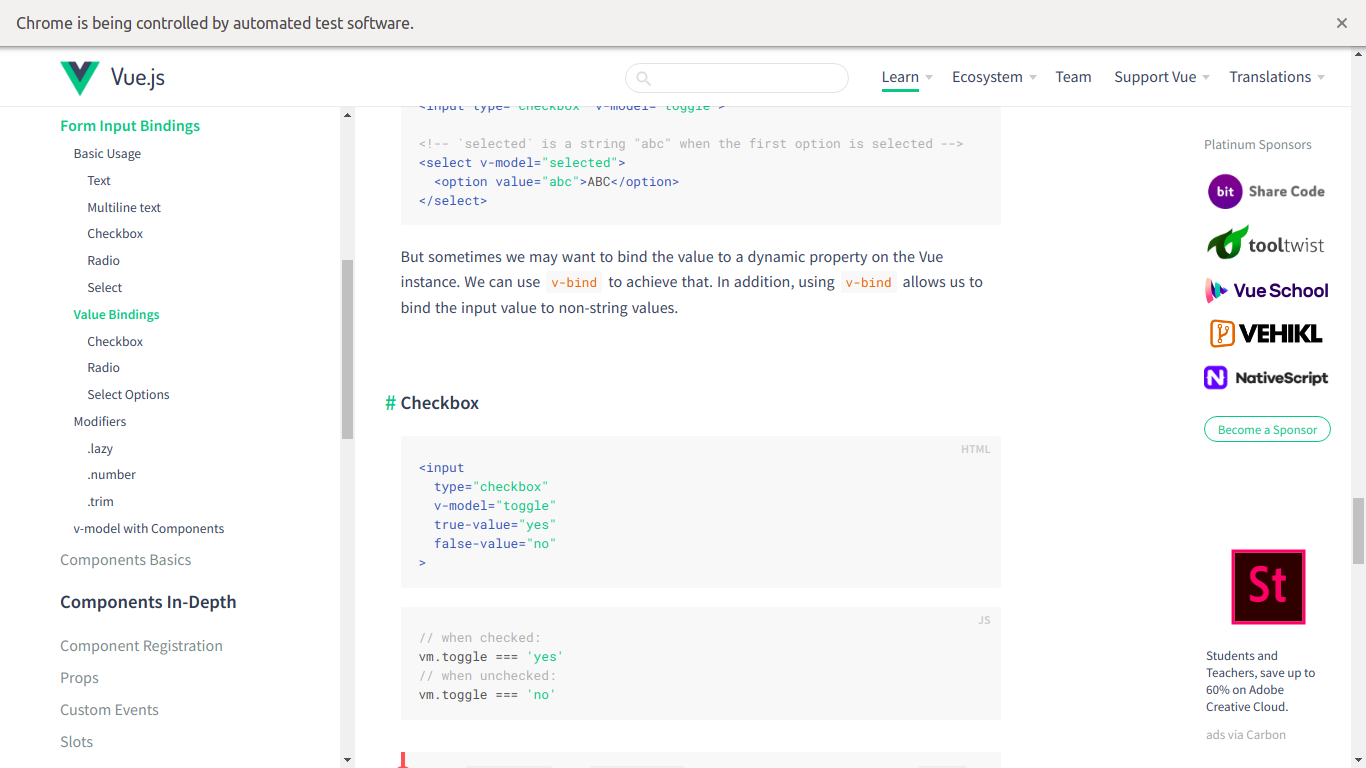 Chrome is being controlled by automated test software.
Vue.js
Learn
Ecosystem
Team
Support Vue
Translations
Form Input Bindings
Basic Usage
Text
Multiline text
Checkbox
Radio
Select
Value Bindings
Checkbox
Radio
Select Options
Modifiers
.lazy
.number
.trim
v-model with Components
Components Basics
Components In-Depth
Component Registration
Props
Custom Events
Slots
<input type="checkbox" v-model="toggle">
<!-- `selected` is a string "abc" when the first option is selected -->
<select v-model="selected">
<option value="abc">ABC</option>
</select>
But sometimes we may want to bind the value to a dynamic property on the Vue
instance. We can use v-bind to achieve that. In addition, using v-bind allows us to
bind the input value to non-string values.
# Checkbox
HTML
<input
type="checkbox"
v-model="toggle"
true-value="yes"
false-value="no"
>
JS
// when checked:
vm.toggle === 'yes'
// when unchecked:
vm.toggle === 'no'
Platinum Sponsors
bit Share Code
tooltwist
Vue School
VEHIKL
NativeScript
Become a Sponsor
St
Students and
Teachers, save up to
60% on Adobe
Creative Cloud.
ads via Carbon